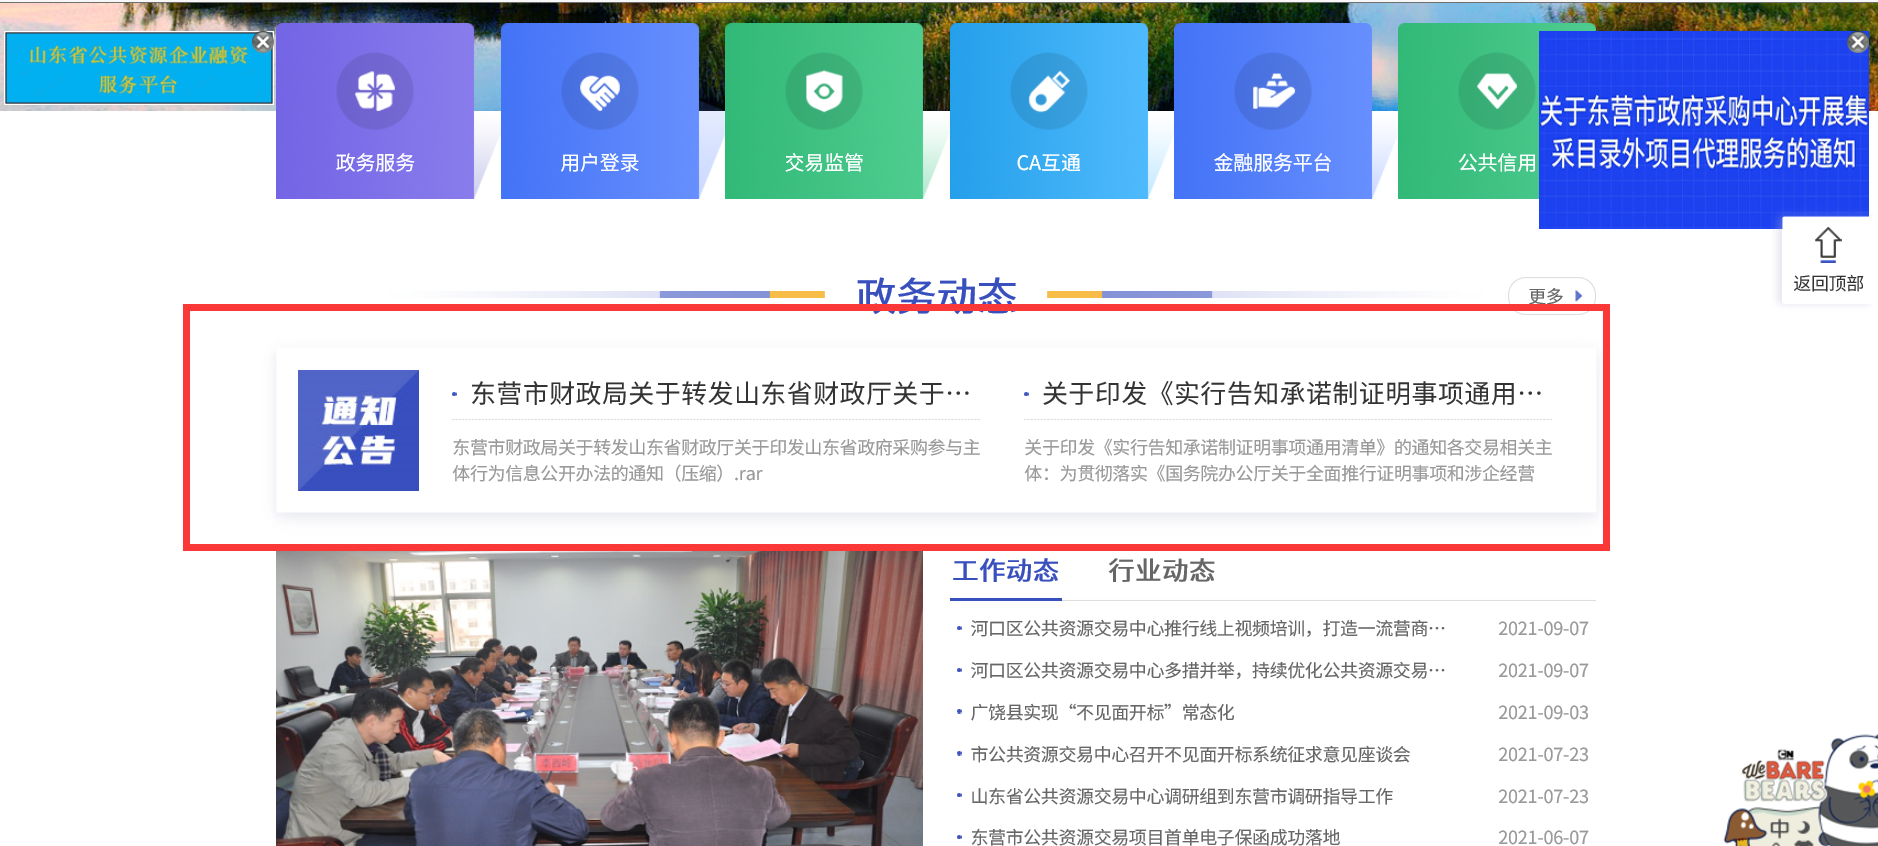 山东省公共资源企业融资
服务平台
政务服务
用户登录
交易监管
CA互通
金融服务平台
公共信用
关于东营市政府采购中心开展集
采目录外项目代理服务的通知
返回顶部
政务动态
更多
通知
公告
东营市财政局关于转发山东省财政厅关于…
东营市财政局关于转发山东省财政厅关于印发山东省政府采购参与主
体行为信息公开办法的通知（压缩）.rar
关于印发《实行告知承诺制证明事项通用…
关于印发《实行告知承诺制证明事项通用清单》的通知各交易相关主
体：为贯彻落实《国务院办公厅关于全面推行证明事项和涉企经营
工作动态
行业动态
河口区公共资源交易中心推行线上视频培训，打造一流营商… 2021-09-07
河口区公共资源交易中心多措并举，持续优化公共资源交易… 2021-09-07
广饶县实现“不见面开标”常态化 2021-09-03
市公共资源交易中心召开不见面开标系统征求意见座谈会 2021-07-23
山东省公共资源交易中心调研组到东营市调研指导工作 2021-07-23
东营市公共资源交易项目首单电子保函成功落地 2021-06-07
CN
We BARE
BEARS
中